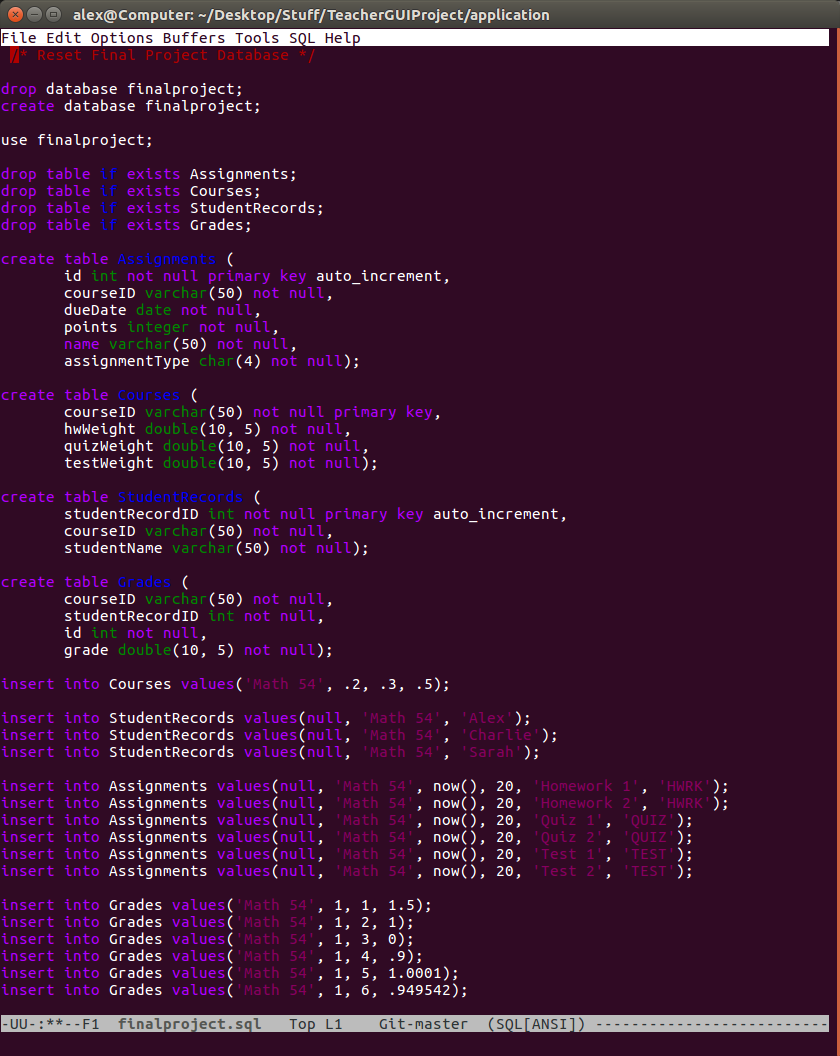 alex@Computer: ~/Desktop/Stuff/TeacherGUIProject/application
File Edit Options Buffers Tools SQL Help
/* Reset Final Project Database */
drop database finalproject;
create database finalproject;
use finalproject;
drop table if exists Assignments;
drop table if exists Courses;
drop table if exists StudentRecords;
drop table if exists Grades;
create table Assignments (
id int not null primary key auto_increment,
courseID varchar(50) not null,
dueDate date not null,
points integer not null,
name varchar(50) not null,
assignmentType char(4) not null);
create table Courses (
courseID varchar(50) not null primary key,
hwWeight double(10, 5) not null,
quizWeight double(10, 5) not null,
testWeight double(10, 5) not null);
create table StudentRecords (
studentRecordID int not null primary key auto_increment,
courseID varchar(50) not null,
studentName varchar(50) not null);
create table Grades (
courseID varchar(50) not null,
studentRecordID int not null,
id int not null,
grade double(10, 5) not null);
insert into Courses values('Math 54', .2, .3, .5);
insert into StudentRecords values(null, 'Math 54', 'Alex');
insert into StudentRecords values(null, 'Math 54', 'Charlie');
insert into StudentRecords values(null, 'Math 54', 'Sarah');
insert into Assignments values(null, 'Math 54', now(), 20, 'Homework 1', 'HWRK');
insert into Assignments values(null, 'Math 54', now(), 20, 'Homework 2', 'HWRK');
insert into Assignments values(null, 'Math 54', now(), 20, 'Quiz 1', 'QUIZ');
insert into Assignments values(null, 'Math 54', now(), 20, 'Quiz 2', 'QUIZ');
insert into Assignments values(null, 'Math 54', now(), 20, 'Test 1', 'TEST');
insert into Assignments values(null, 'Math 54', now(), 20, 'Test 2', 'TEST');
insert into Grades values('Math 54', 1, 1, 1.5);
insert into Grades values('Math 54', 1, 2, 1);
insert into Grades values('Math 54', 1, 3, 0);
insert into Grades values('Math 54', 1, 4, .9);
insert into Grades values('Math 54', 1, 5, 1.0001);
insert into Grades values('Math 54', 1, 6, .949542);
-UU-:**--F1 finalproject.sql Top L1 Git-master (SQL[ANSI]) --------------------------